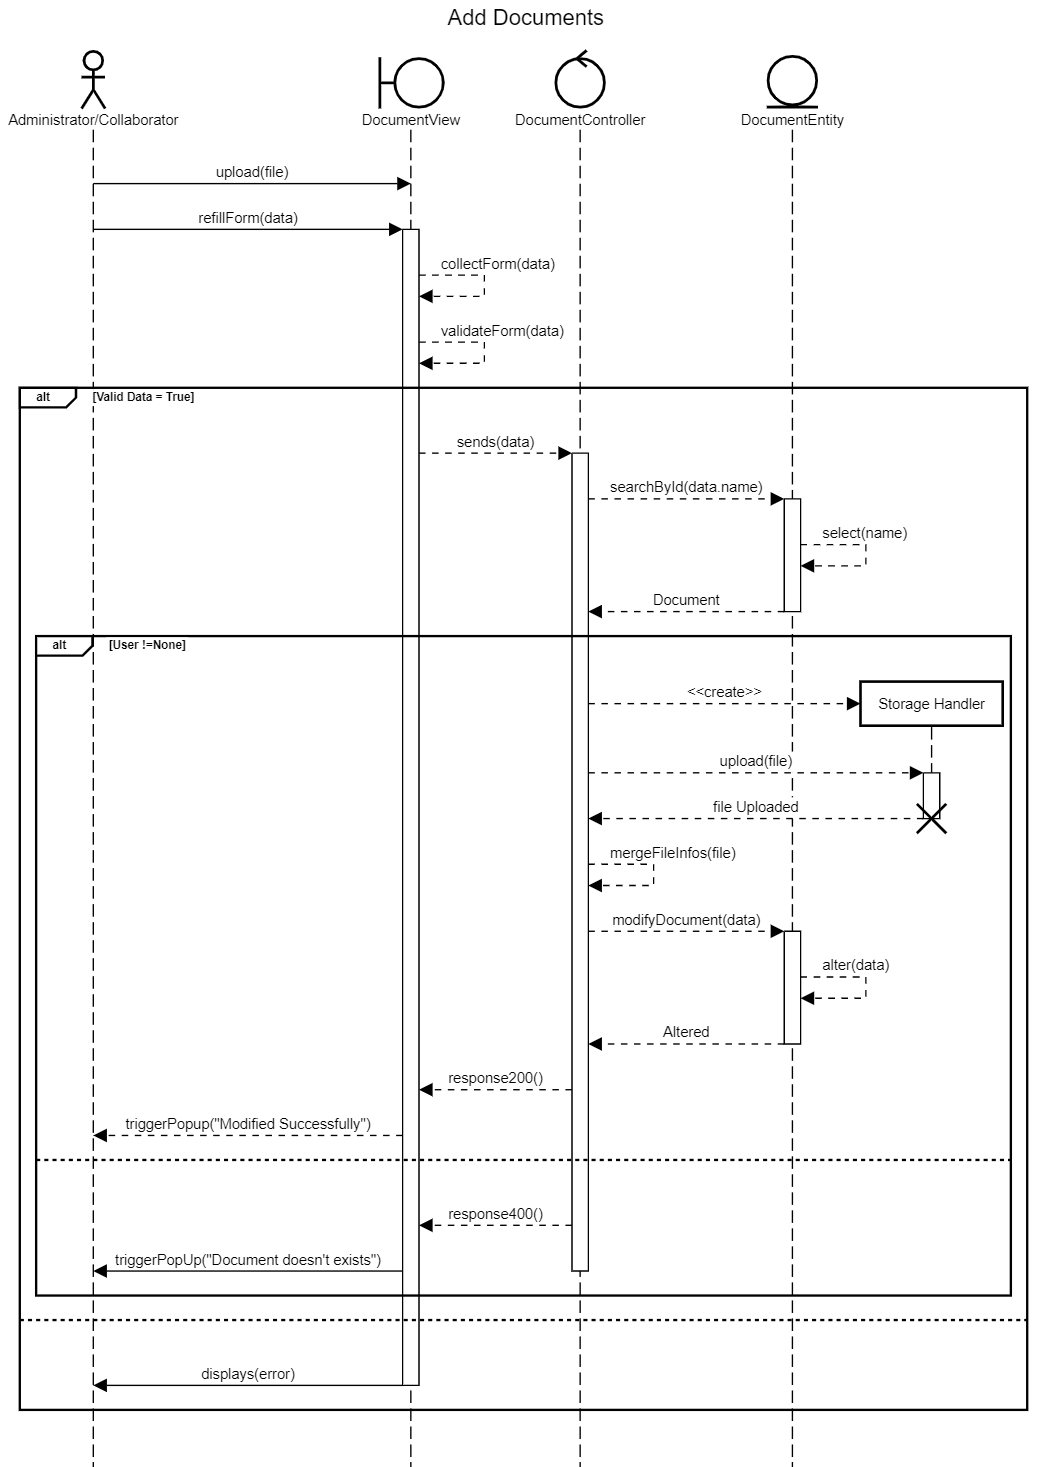 Add Documents
Administrator/Collaborator
DocumentView
DocumentController
DocumentEntity
upload(file)
refillForm(data)
collectForm(data)
validateForm(data)
alt
[Valid Data = True]
sends(data)
searchById(data.name)
select(name)
Document
alt
[User !=None]
<<create>>
Storage Handler
upload(file)
file Uploaded
mergeFileInfos(file)
modifyDocument(data)
alter(data)
Altered
response200()
triggerPopup("Modified Successfully")
response400()
triggerPopUp("Document doesn't exists")
displays(error)